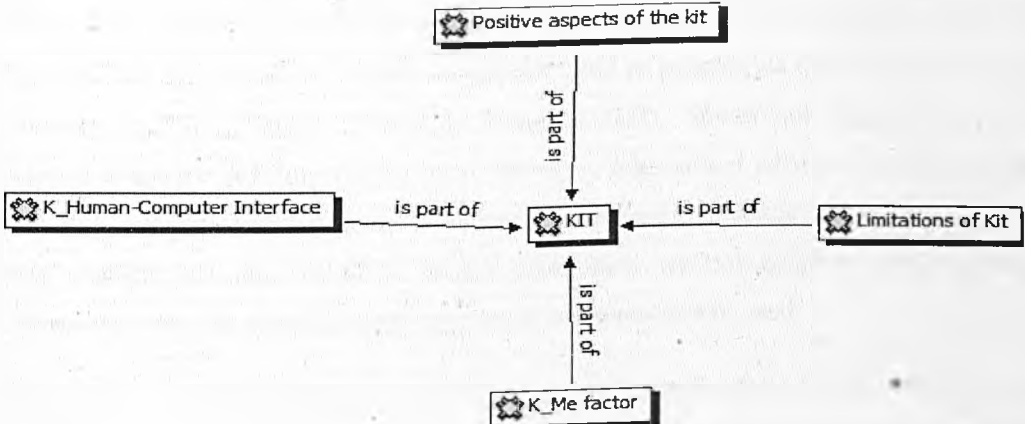 Positive aspects of the kit
is part of
K_Human-Computer Interface
is part of
KIT
is part of
Limitations of Kit
is part of
K_Me factor